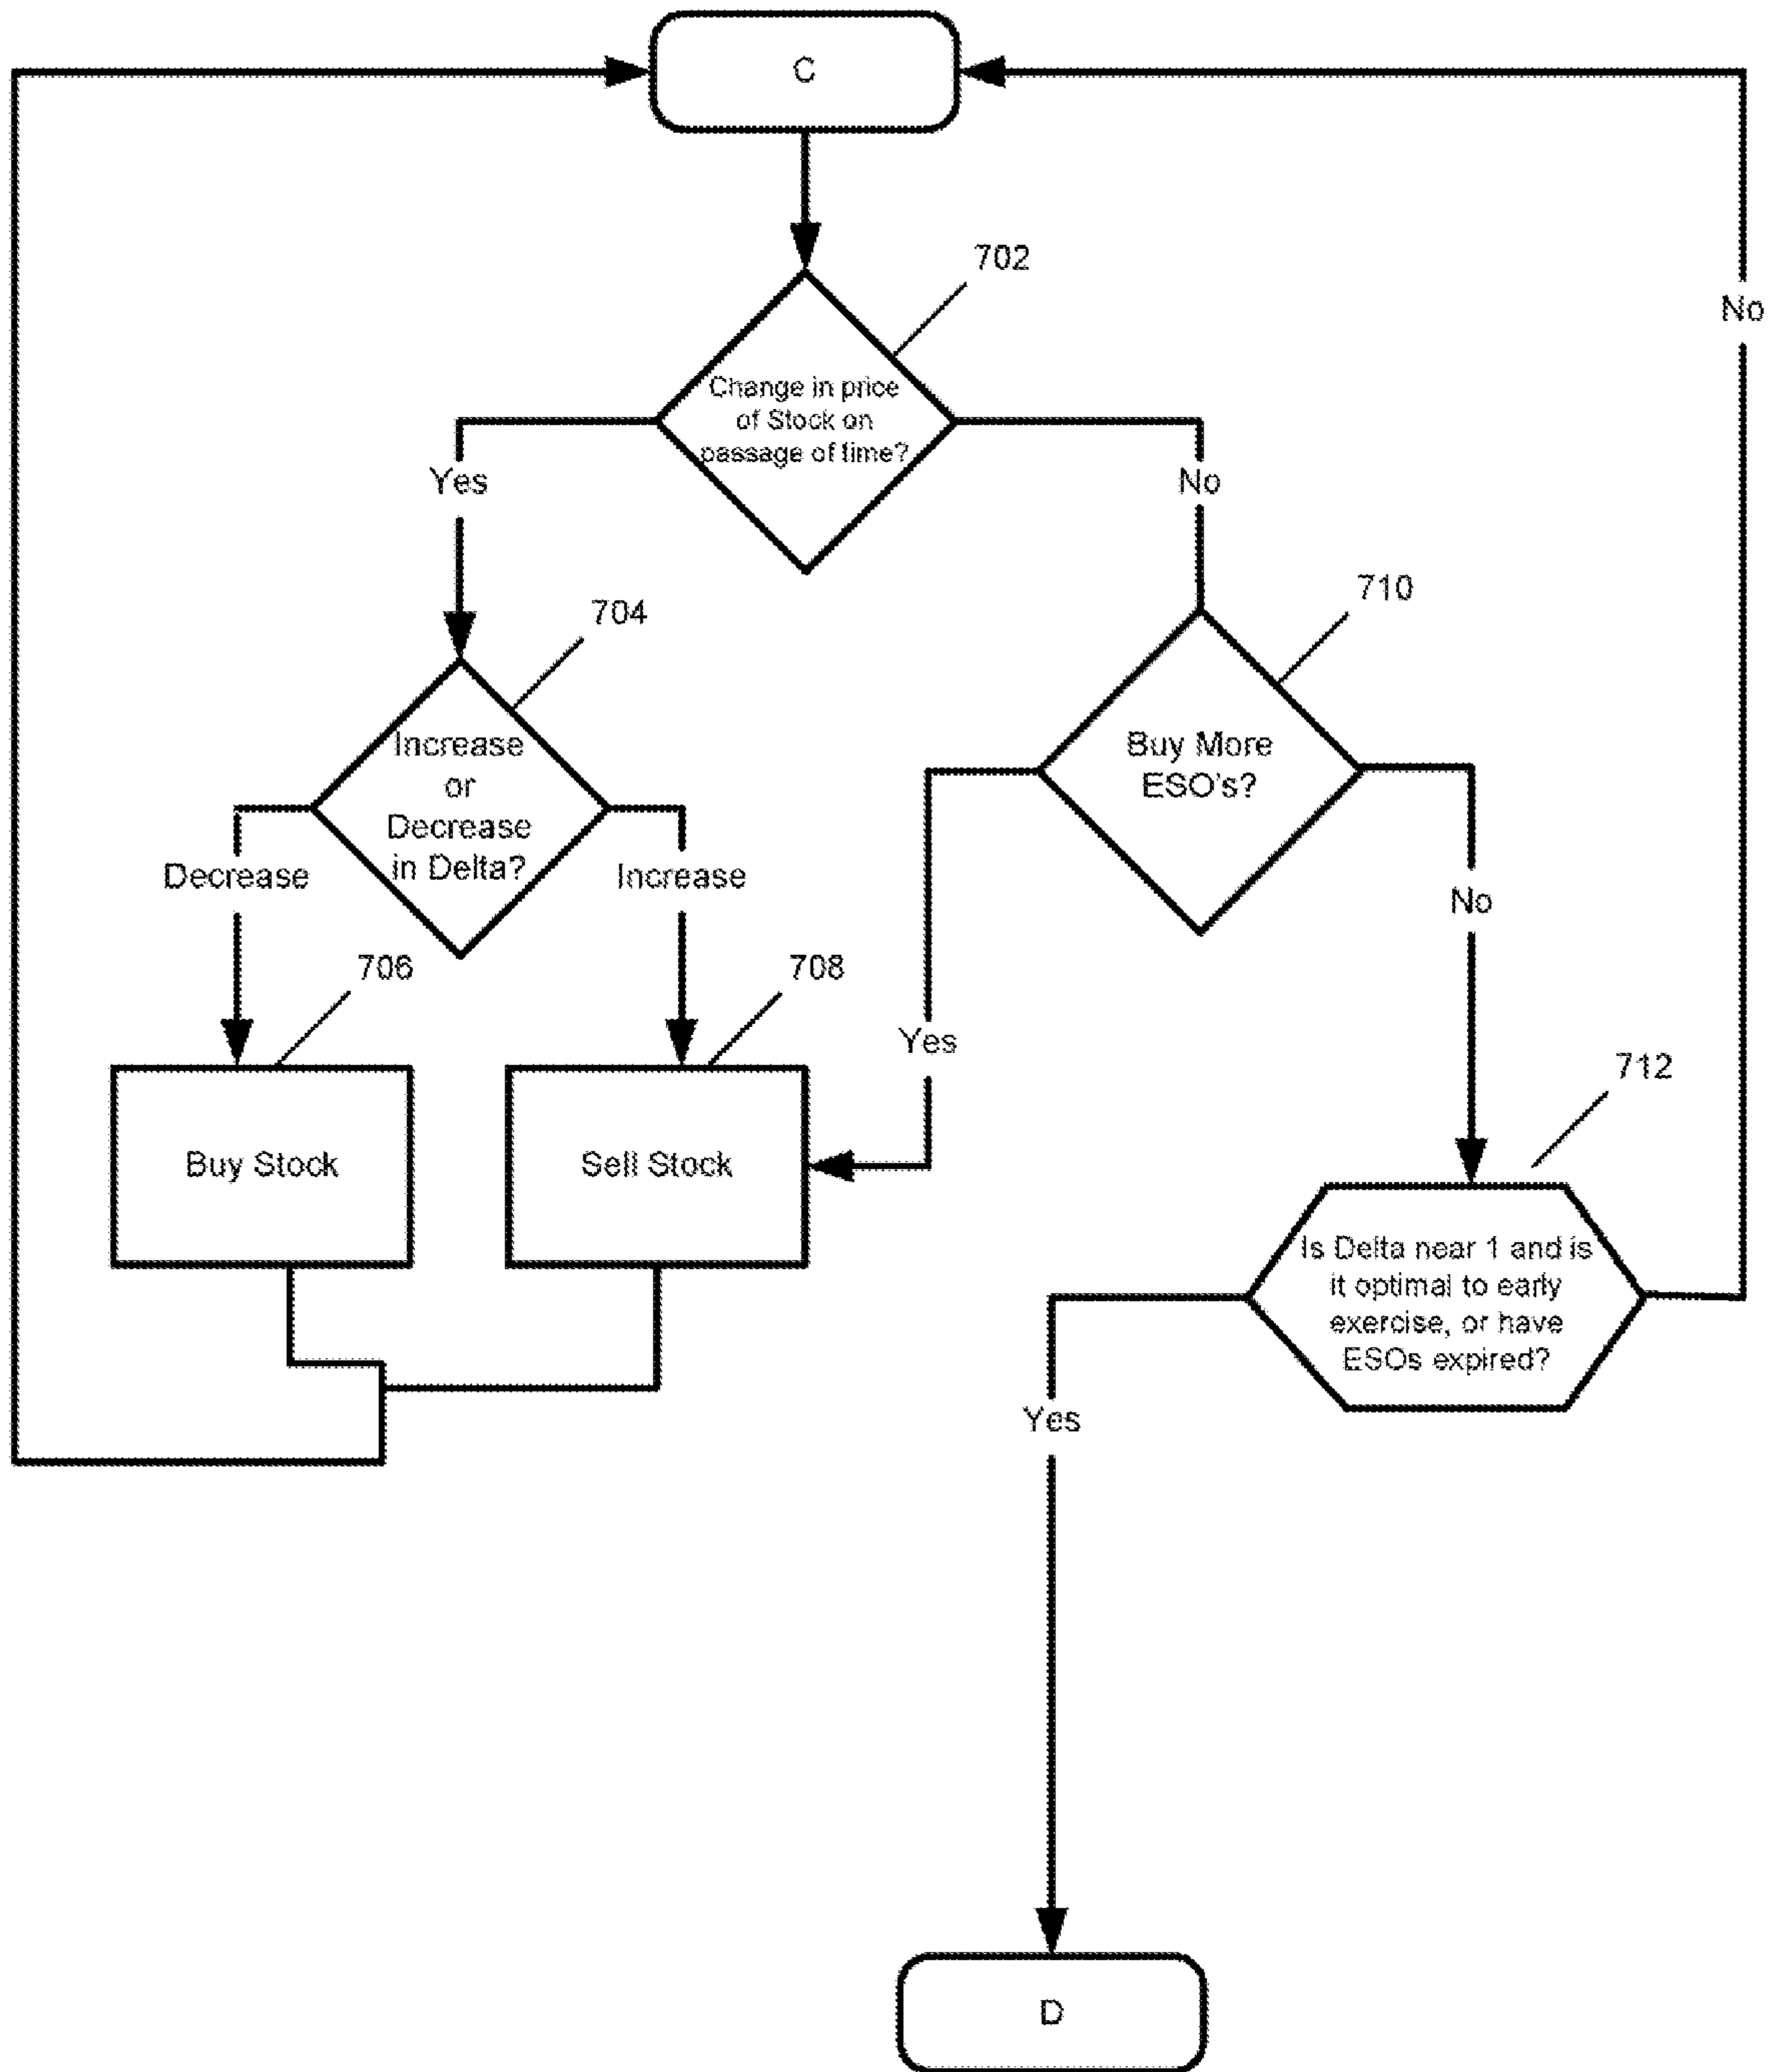 C
702
Change in price
of Stock on
passage of time?
Yes
No
704
710
Increase
or
Decrease
in Delta?
Buy More
ESO's?
Decrease
Increase
No
706
708
Yes
Buy Stock
Sell Stock
712
Is Delta near 1 and is
it optimal to early
exercise, or have
ESOs expired?
Yes
No
D